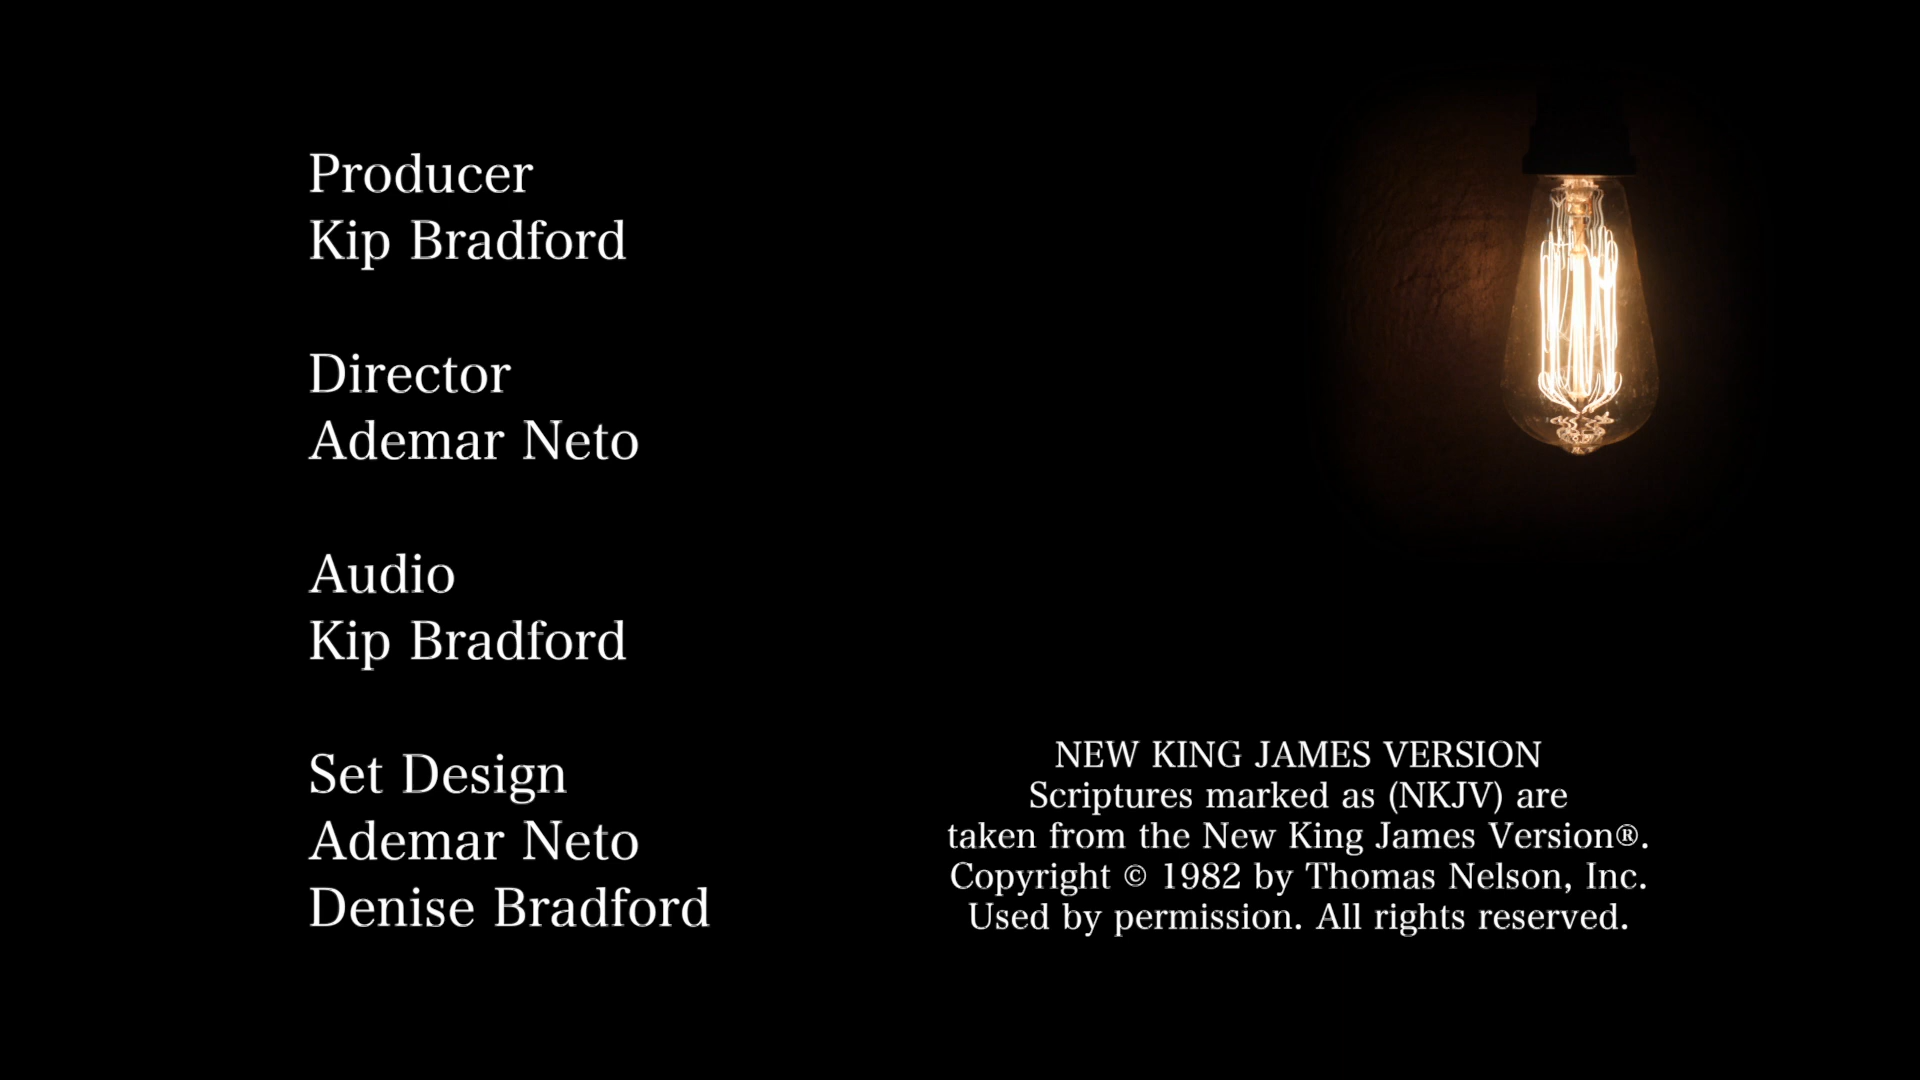 Producer
Kip Bradford
Director
Ademar Neto
Audio
Kip Bradford
Set Design
Ademar Neto
Denise Bradford
NEW KING JAMES VERSION
Scriptures marked as (NKJV) are
taken from the New King James Version®.
Copyright © 1982 by Thomas Nelson, Inc.
Used by permission. All rights reserved.